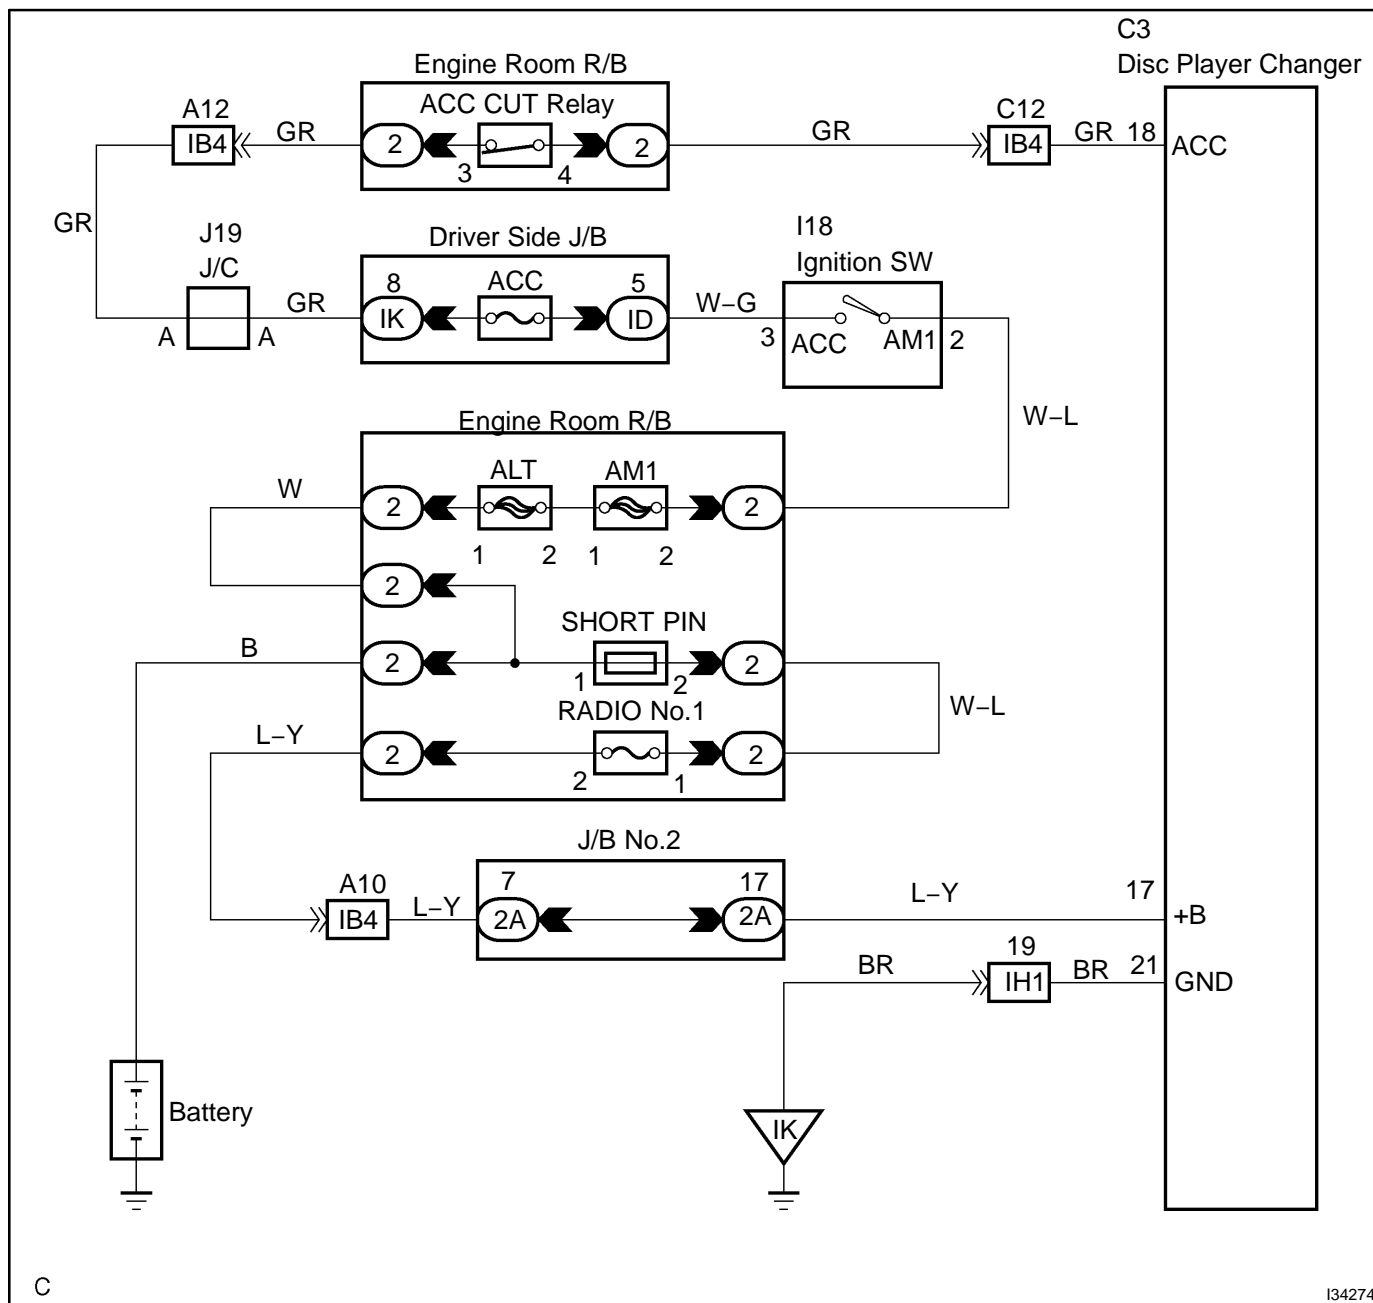 C3
Disc Player Changer
Engine Room R/B
ACC CUT Relay
A12
IB4
GR
2
3
4
2
GR
C12
IB4
GR
18
ACC
GR
J19
J/C
A
A
GR
Driver Side J/B
8
IK
ACC
5
ID
W-G
I18
Ignition SW
3
ACC
AM1
2
W-L
Engine Room R/B
W
2
ALT
1
2
AM1
1
2
2
2
B
2
SHORT PIN
1
2
2
W-L
L-Y
2
RADIO No.1
2
1
2
J/B No.2
A10
IB4
L-Y
7
2A
17
2A
L-Y
17
+B
BR
19
IH1
BR
21
GND
IK
Battery
C
I34274